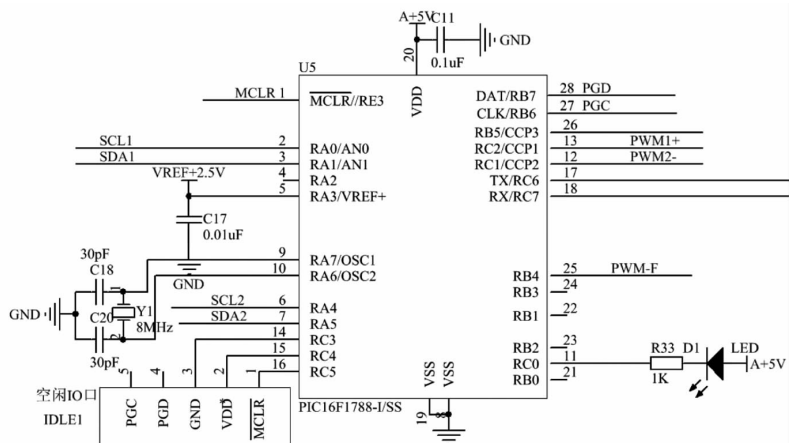 A+5V
C11
GND
0.1uF
20
VDD
U5
MCLR 1
MCLR//RE3
SCL1
2
RA0/AN0
SDA1
3
RA1/AN1
VREF+2.5V
4
RA2
5
RA3/VREF+
C17
0.01uF
GND
9
RA7/OSC1
10
RA6/OSC2
30pF
C18
1
GND
Y1
8MHz
C20
2
30pF
SCL2
6
RA4
SDA2
7
RA5
14
RC3
15
RC4
16
RC5
DAT/RB7
28
PGD
CLK/RB6
27
PGC
RB5/CCP3
26
RC2/CCP1
13
PWM1+
RC1/CCP2
12
PWM2-
TX/RC6
17
RX/RC7
18
RB4
25
PWM-F
RB3
24
RB1
22
RB2
23
RC0
11
RB0
21
R33
1K
D1
LED
A+5V
VSS
VSS
19
8
PIC16F1788-I/SS
空闲IO口
IDLE1
5
4
3
2
1
PGC
PGD
GND
VDD
MCLR